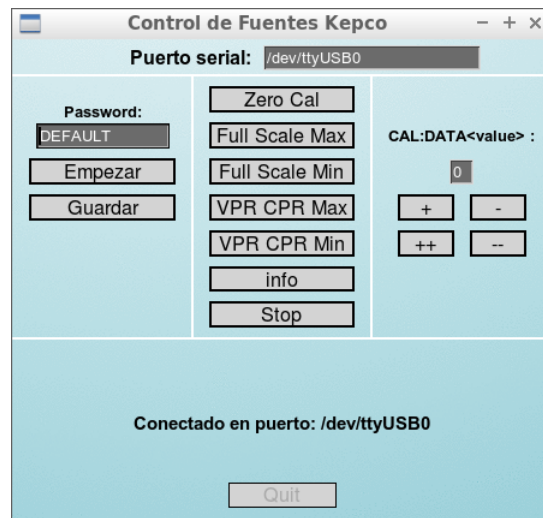 Control de Fuentes Kepco
Puerto serial: /dev/ttyUSB0
Password:
DEFAULT
Empezar
Guardar
Zero Cal
Full Scale Max
Full Scale Min
VPR CPR Max
VPR CPR Min
info
Stop
CAL:DATA<value> :
0
+ -
++ --
Conectado en puerto: /dev/ttyUSB0
Quit